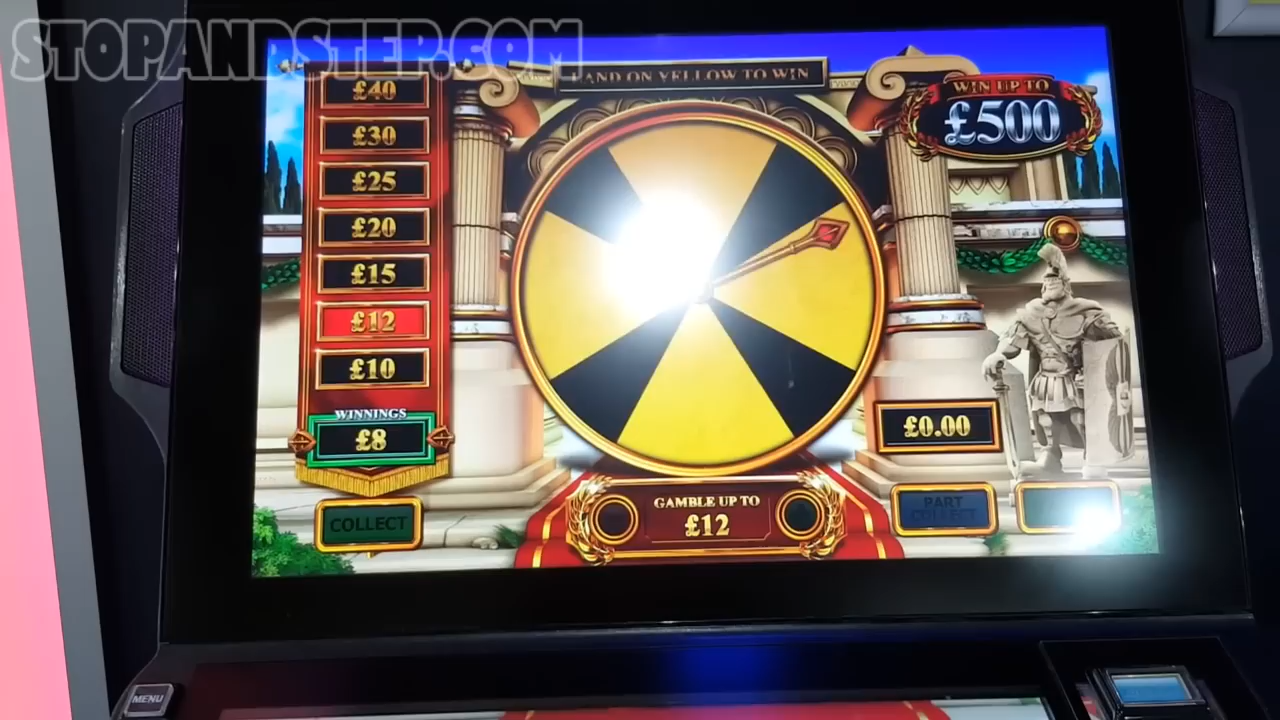 STOPANDSTEP.COM
LAND ON YELLOW TO WIN
WIN UP TO
£500
£40
£30
£25
£20
£15
£12
£10
WINNINGS
£8
£0.00
COLLECT
GAMBLE UP TO
£12
PART
COLLECT
MENU